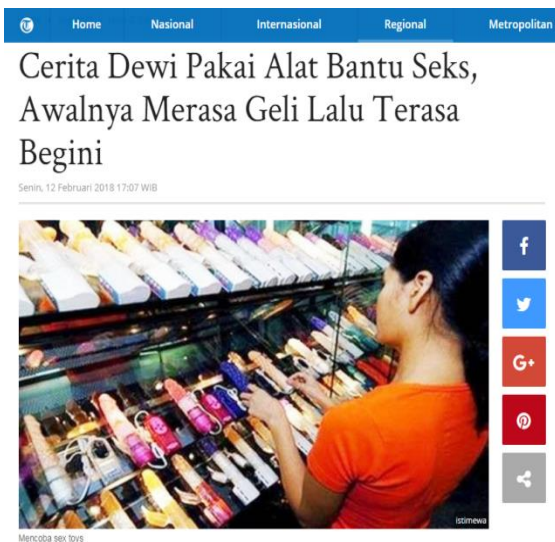 Home Nasional Internasional Regional Metropolitan
Cerita Dewi Pakai Alat Bantu Seks,
Awalnya Merasa Geli Lalu Terasa
Begini
Senin, 12 Februari 2018 17:07 WIB
f
G+
istimewa
Mencoba sex toys